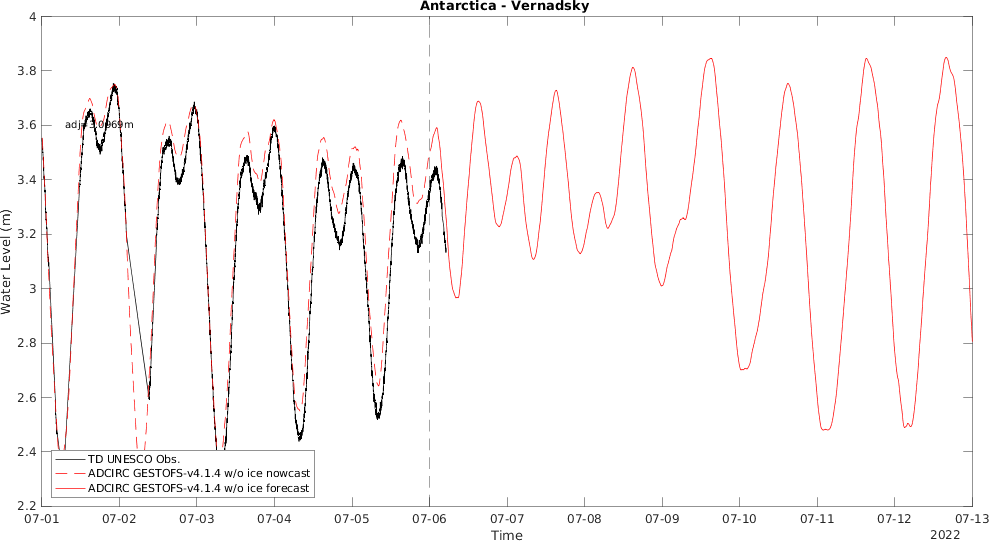 Antarctica - Vernadsky
4
3.8
3.6
3.4
3.2
3
2.8
2.6
2.4
2.2
Water Level (m)
TD UNESCO Obs.
ADCIRC GESTOFS-v4.1.4 w/o ice nowcast
ADCIRC GESTOFS-v4.1.4 w/o ice forecast
07-01 07-02 07-03 07-04 07-05 07-06 07-07 07-08 07-09 07-10 07-11 07-12 07-13
Time
2022